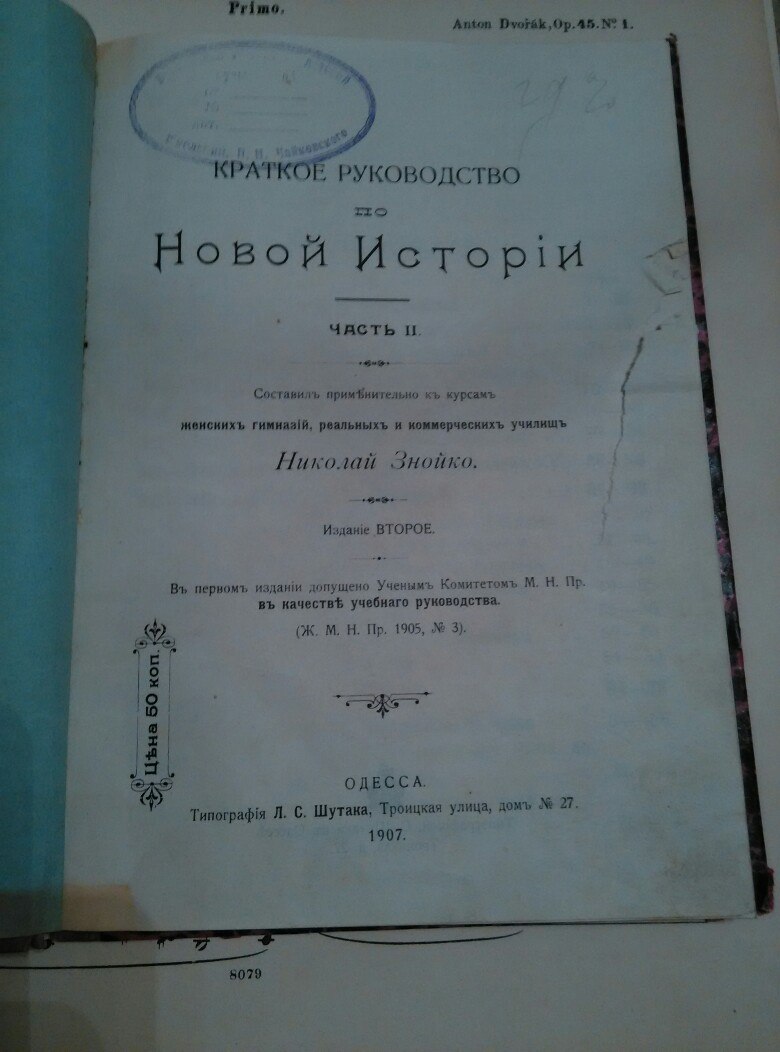 Primo.
Anton Dvořák, Op. 45. № 1.
КРАТКОЕ РУКОВОДСТВО
ПО
Новой Исторіи
ЧАСТЬ II.
Составилъ примѣнительно къ курсамъ
женскихъ гимназій, реальныхъ и коммерческихъ училищъ
Николай Знойко.
Изданіе ВТОРОЕ.
Въ первомъ изданіи допущено Ученымъ Комитетомъ М. Н. Пр.
въ качествѣ учебнаго руководства.
(Ж. М. Н. Пр. 1905, № 3).
Цѣна 50 коп.
ОДЕССА.
Типографія Л. С. Шутака, Троицкая улица, домъ № 27.
1907.
8079